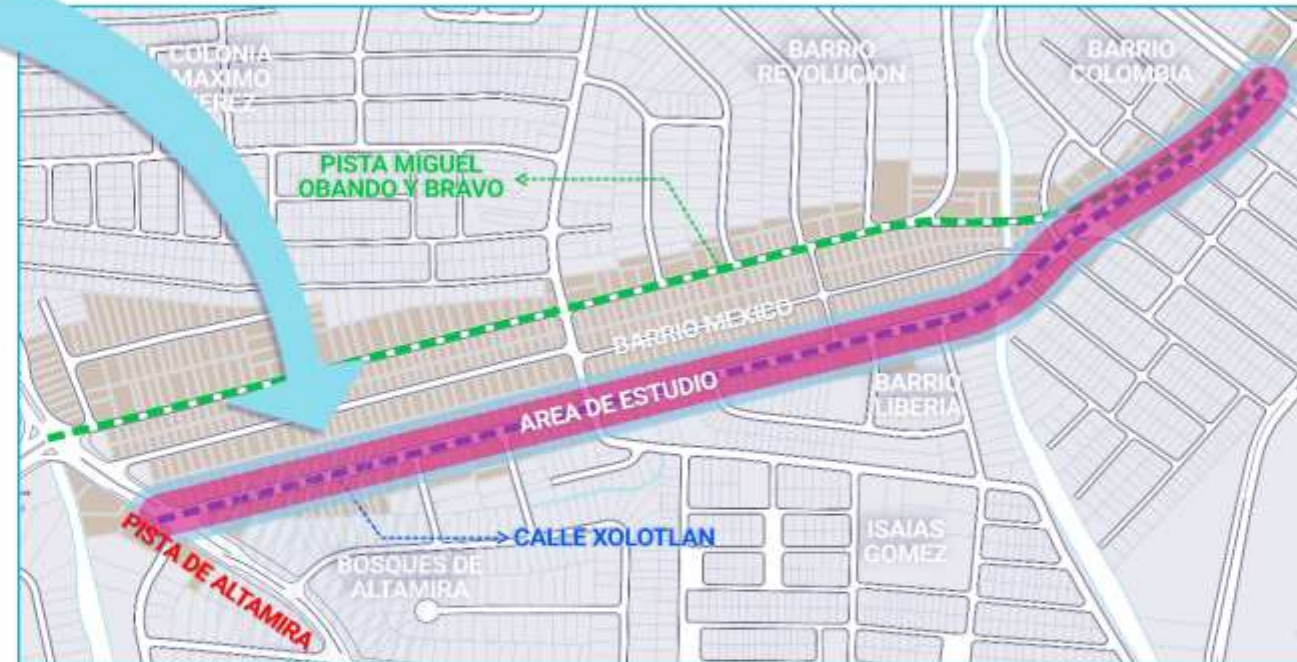 COLONIA
MAXIMO
JEREZ
BARRIO
REVOLUCION
BARRIO
COLOMBIA
PISTA MIGUEL
OBANDO Y BRAVO
BARRIO MEXICO
AREA DE ESTUDIO
BARRIO
LIBERIA
PISTA DE ALTAMIRA
CALLE XOLOTLAN
BOSQUES DE
ALTAMIRA
ISAIAS
GOMEZ